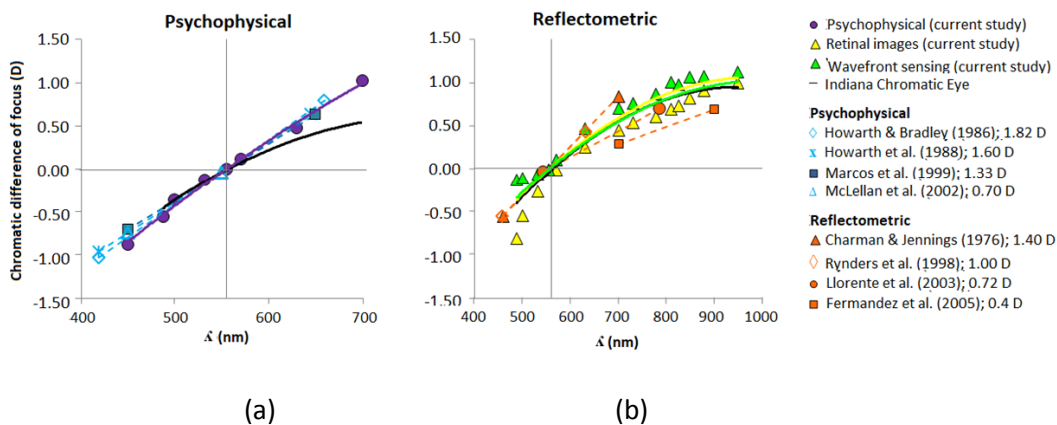 Psychophysical
Chromatic difference of focus (D)
1.50
1.00
0.50
0.00
-0.50
-1.00
-1.50
400
500
600
700
ʎ (nm)
(a)
Reflectometric
1.50
1.00
0.50
0.00
-0.50
-1.00
-1.50
400
500
600
700
800
900
1000
ʎ (nm)
(b)
Psychophysical (current study)
Retinal images (current study)
Wavefront sensing (current study)
Indiana Chromatic Eye
Psychophysical
Howarth & Bradley (1986); 1.82 D
Howarth et al. (1988); 1.60 D
Marcos et al. (1999); 1.33 D
McLellan et al. (2002); 0.70 D
Reflectometric
Charman & Jennings (1976); 1.40 D
Rynders et al. (1998); 1.00 D
Llorente et al. (2003); 0.72 D
Fermandez et al. (2005); 0.4 D